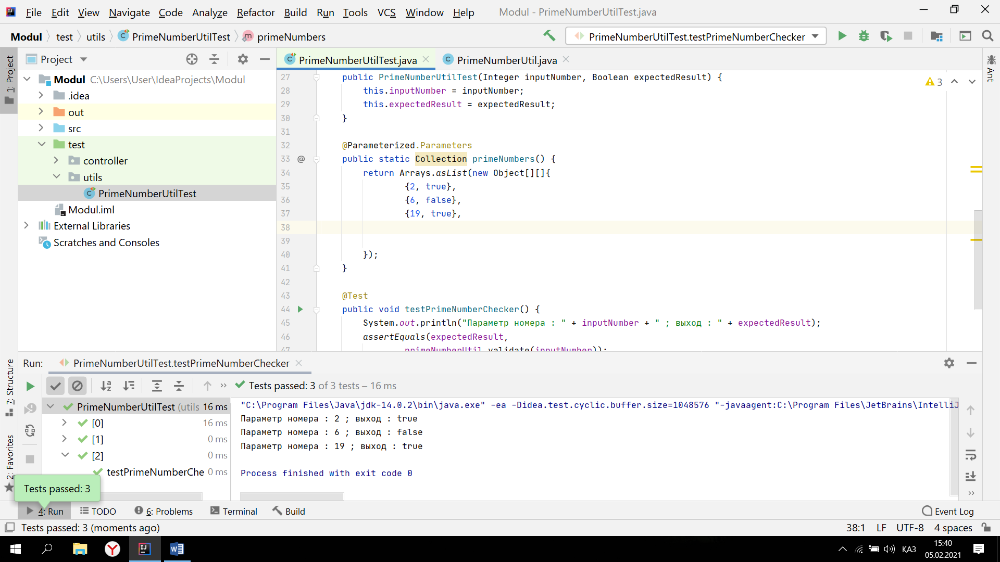 File Edit View Navigate Code Analyze Refactor Build Run Tools VCS Window Help Modul - PrimeNumberUtilTest.java
Modul test utils PrimeNumberUtilTest primeNumbers PrimeNumberUtilTest.testPrimeNumberChecker
1: Project
Project
Modul C:\Users\User\IdeaProjects\Modul
.idea
out
src
test
controller
utils
PrimeNumberUtilTest
Modul.iml
External Libraries
Scratches and Consoles
PrimeNumberUtilTest.java PrimeNumberUtil.java
Ant
3
27 public PrimeNumberUtilTest(Integer inputNumber, Boolean expectedResult) {
28 this.inputNumber = inputNumber;
29 this.expectedResult = expectedResult;
30 }
31
32 @Parameterized.Parameters
33 @ public static Collection primeNumbers() {
34 return Arrays.asList(new Object[][]{
35 {2, true},
36 {6, false},
37 {19, true},
38
39
40 });
41 }
42
43 @Test
44 public void testPrimeNumberChecker() {
45 System.out.println("Параметр номера : " + inputNumber + " ; выход : " + expectedResult);
46 assertEquals(expectedResult,
47 primeNumberUtil.validate(inputNumber));
7: Structure
2: Favorites
Run: PrimeNumberUtilTest.testPrimeNumberChecker
Tests passed: 3 of 3 tests – 16 ms
PrimeNumberUtilTest (utils 16 ms
[0] 16 ms
[1] 0 ms
[2] 0 ms
testPrimeNumberChe 0 ms
"C:\Program Files\Java\jdk-14.0.2\bin\java.exe" -ea -Didea.test.cyclic.buffer.size=1048576 "-javaagent:C:\Program Files\JetBrains\IntelliJ
Параметр номера : 2 ; выход : true
Параметр номера : 6 ; выход : false
Параметр номера : 19 ; выход : true
Process finished with exit code 0
Tests passed: 3
4: Run TODO 6: Problems Terminal Build Event Log
Tests passed: 3 (moments ago) 38:1 LF UTF-8 4 spaces
ҚАЗ
15:40
05.02.2021